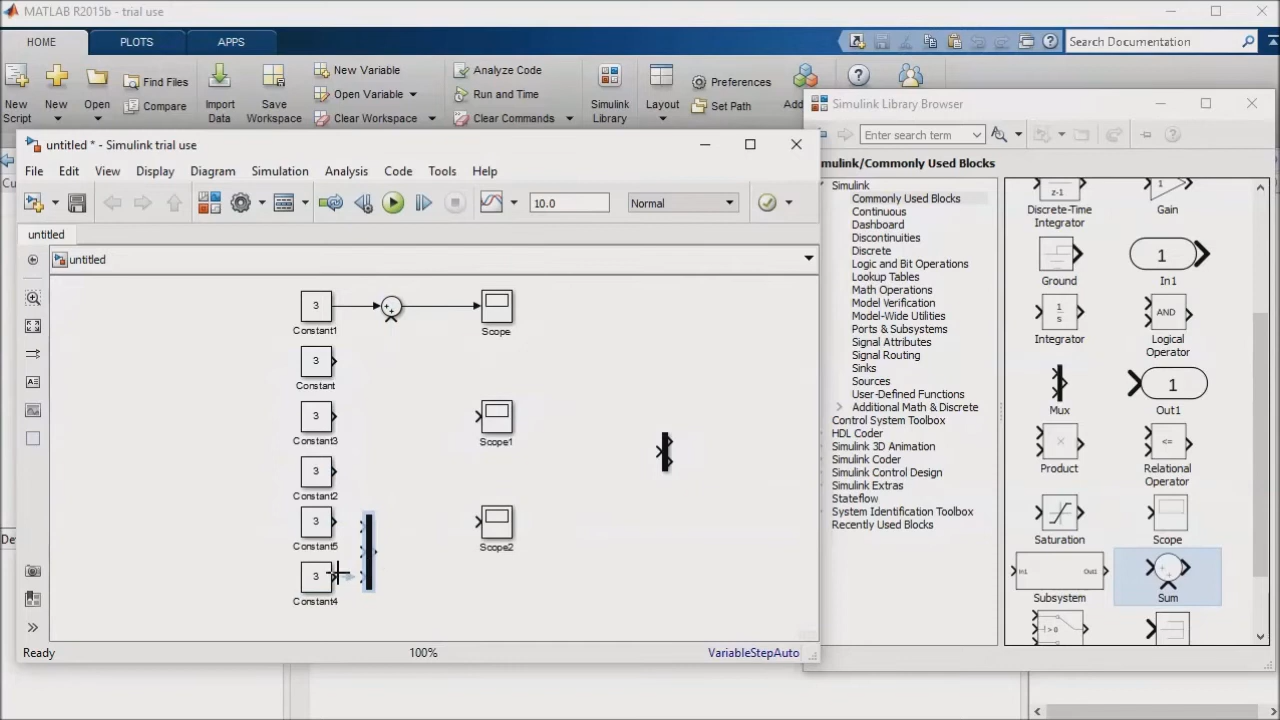 MATLAB R2015b - trial use
HOME PLOTS APPS
Search Documentation
New Script
New
Open
Find Files
Compare
Import Data
Save Workspace
New Variable
Open Variable
Clear Workspace
Analyze Code
Run and Time
Clear Commands
Simulink Library
Layout
Preferences
Set Path
Simulink Library Browser
Enter search term
mulink/Commonly Used Blocks
Simulink
Commonly Used Blocks
Continuous
Dashboard
Discontinuities
Discrete
Logic and Bit Operations
Lookup Tables
Math Operations
Model Verification
Model-Wide Utilities
Ports & Subsystems
Signal Attributes
Signal Routing
Sinks
Sources
User-Defined Functions
Additional Math & Discrete
Control System Toolbox
HDL Coder
Simulink 3D Animation
Simulink Coder
Simulink Control Design
Simulink Extras
Stateflow
System Identification Toolbox
Recently Used Blocks
z-1
Discrete-Time Integrator
1
Gain
Ground
1
In1
1
s
Integrator
AND
Logical Operator
Mux
1
Out1
×
Product
<=
Relational Operator
Saturation
Scope
In1 Out1
Subsystem
Sum
> 0
untitled * - Simulink trial use
File Edit View Display Diagram Simulation Analysis Code Tools Help
10.0
Normal
untitled
untitled
3
Constant1
Scope
3
Constant
3
Constant3
Scope1
3
Constant2
3
Constant5
Scope2
3
Constant4
Ready
100%
VariableStepAuto